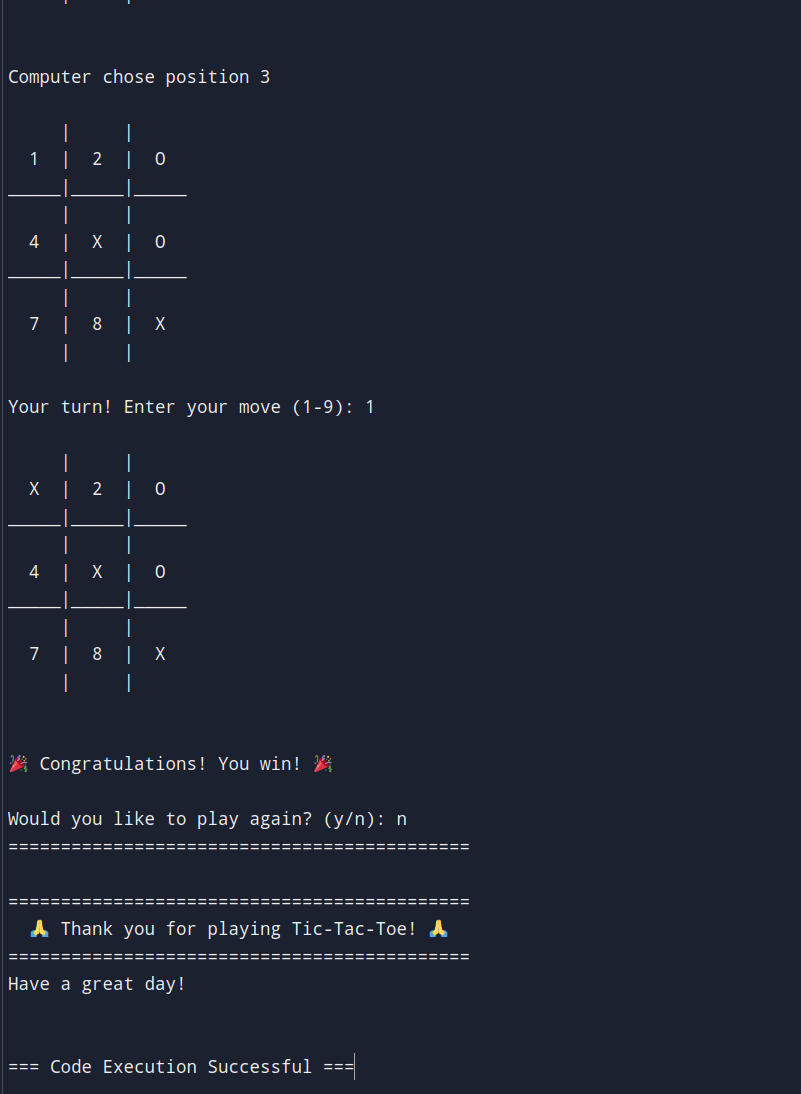 |     |
Computer chose position 3
     |     |
  1  |  2  |  O
_____|_____|_____
     |     |
  4  |  X  |  O
_____|_____|_____
     |     |
  7  |  8  |  X
     |     |
Your turn! Enter your move (1-9): 1
     |     |
  X  |  2  |  O
_____|_____|_____
     |     |
  4  |  X  |  O
_____|_____|_____
     |     |
  7  |  8  |  X
     |     |
🎉 Congratulations! You win! 🎉
Would you like to play again? (y/n): n
============================================
============================================
  🙏 Thank you for playing Tic-Tac-Toe! 🙏
============================================
Have a great day!
=== Code Execution Successful ===